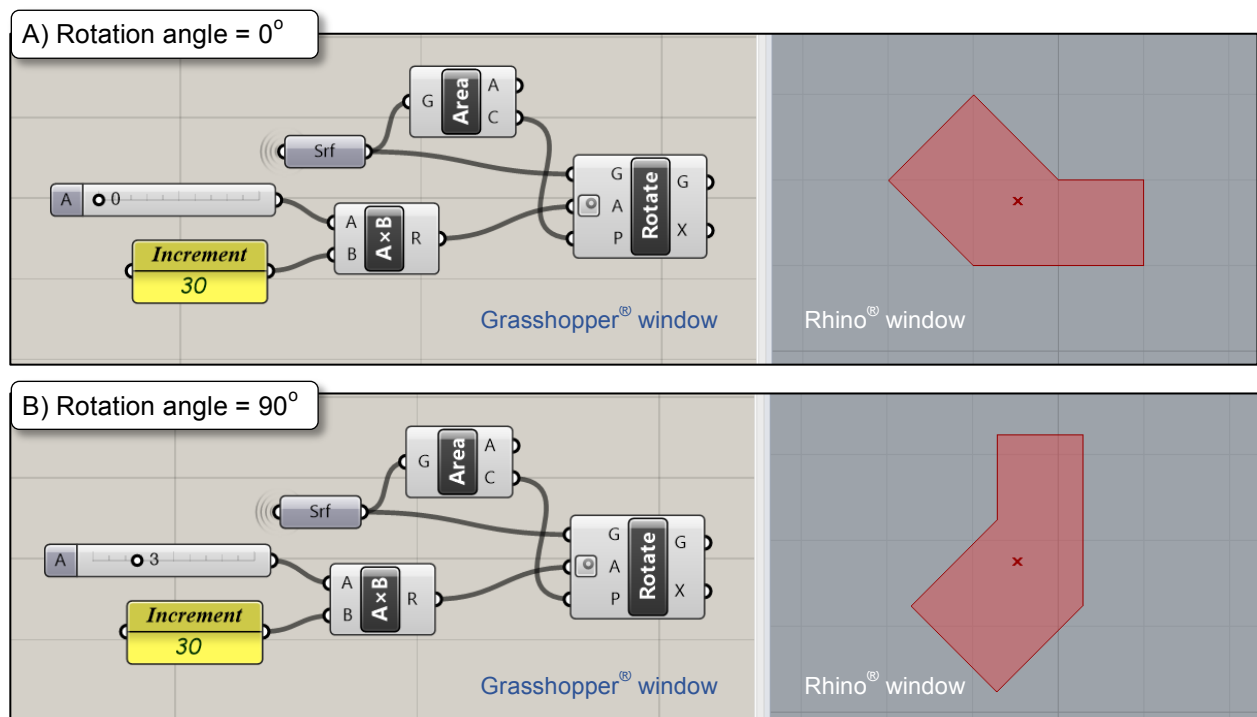 A) Rotation angle = 0°
G Area A C
Srf
A 0
Increment
30
A B A×B R
G A P Rotate G X
Grasshopper® window
Rhino® window
B) Rotation angle = 90°
G Area A C
Srf
A 3
Increment
30
A B A×B R
G A P Rotate G X
Grasshopper® window
Rhino® window